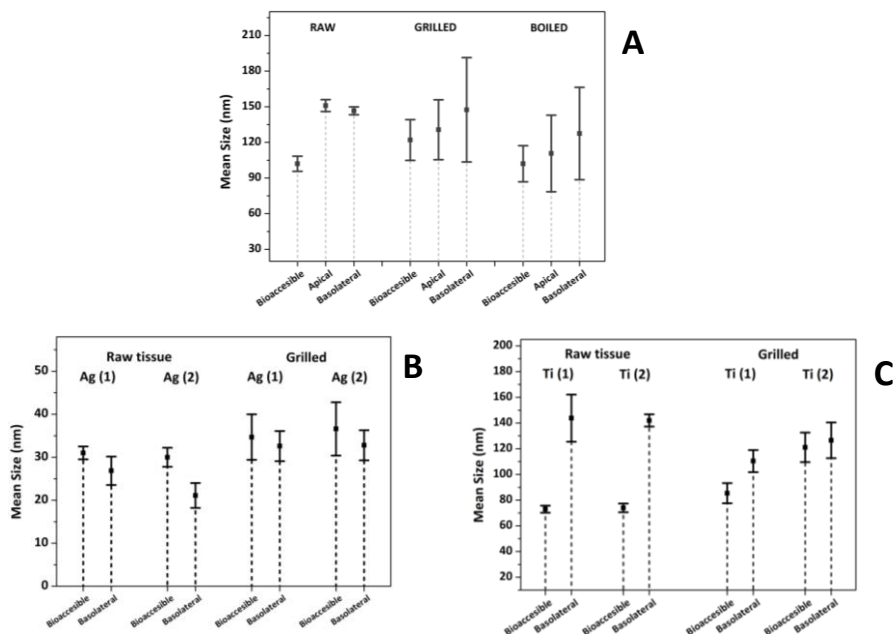 A
RAW GRILLED BOILED
Mean Size (nm)
210
180
150
120
90
60
30
Bioaccesible Apical Basolateral Bioaccesible Apical Basolateral Bioaccesible Apical Basolateral
B
Raw tissue Grilled
Ag (1) Ag (2) Ag (1) Ag (2)
Mean Size (nm)
50
40
30
20
10
0
Bioaccesible Basolateral Bioaccesible Basolateral Bioaccesible Basolateral Bioaccesible Basolateral
C
Raw tissue Grilled
Ti (1) Ti (2) Ti (1) Ti (2)
Mean Size (nm)
200
180
160
140
120
100
80
60
40
20
Bioaccesible Basolateral Bioaccesible Basolateral Bioaccesible Basolateral Bioaccesible Basolateral